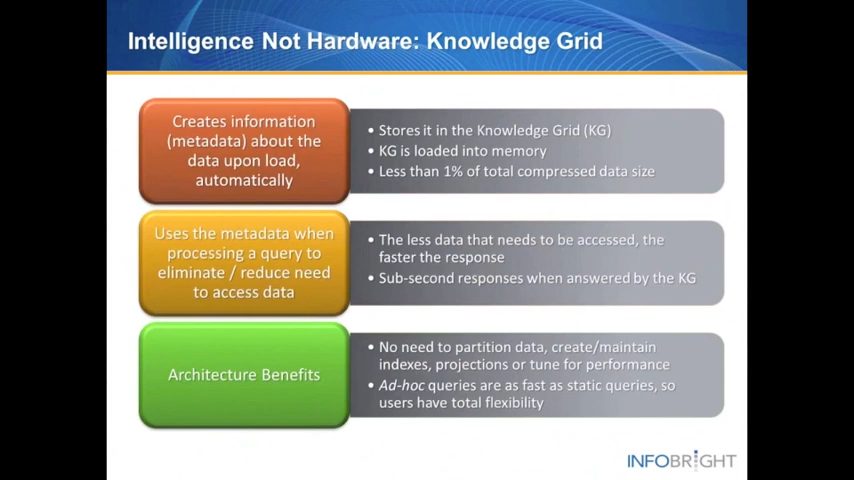 Intelligence Not Hardware: Knowledge Grid
Creates information
(metadata) about the
data upon load,
automatically
• Stores it in the Knowledge Grid (KG)
• KG is loaded into memory
• Less than 1% of total compressed data size
Uses the metadata when
processing a query to
eliminate / reduce need
to access data
• The less data that needs to be accessed, the
faster the response
• Sub-second responses when answered by the KG
Architecture Benefits
• No need to partition data, create/maintain
indexes, projections or tune for performance
• Ad-hoc queries are as fast as static queries, so
users have total flexibility
INFOBRIGHT